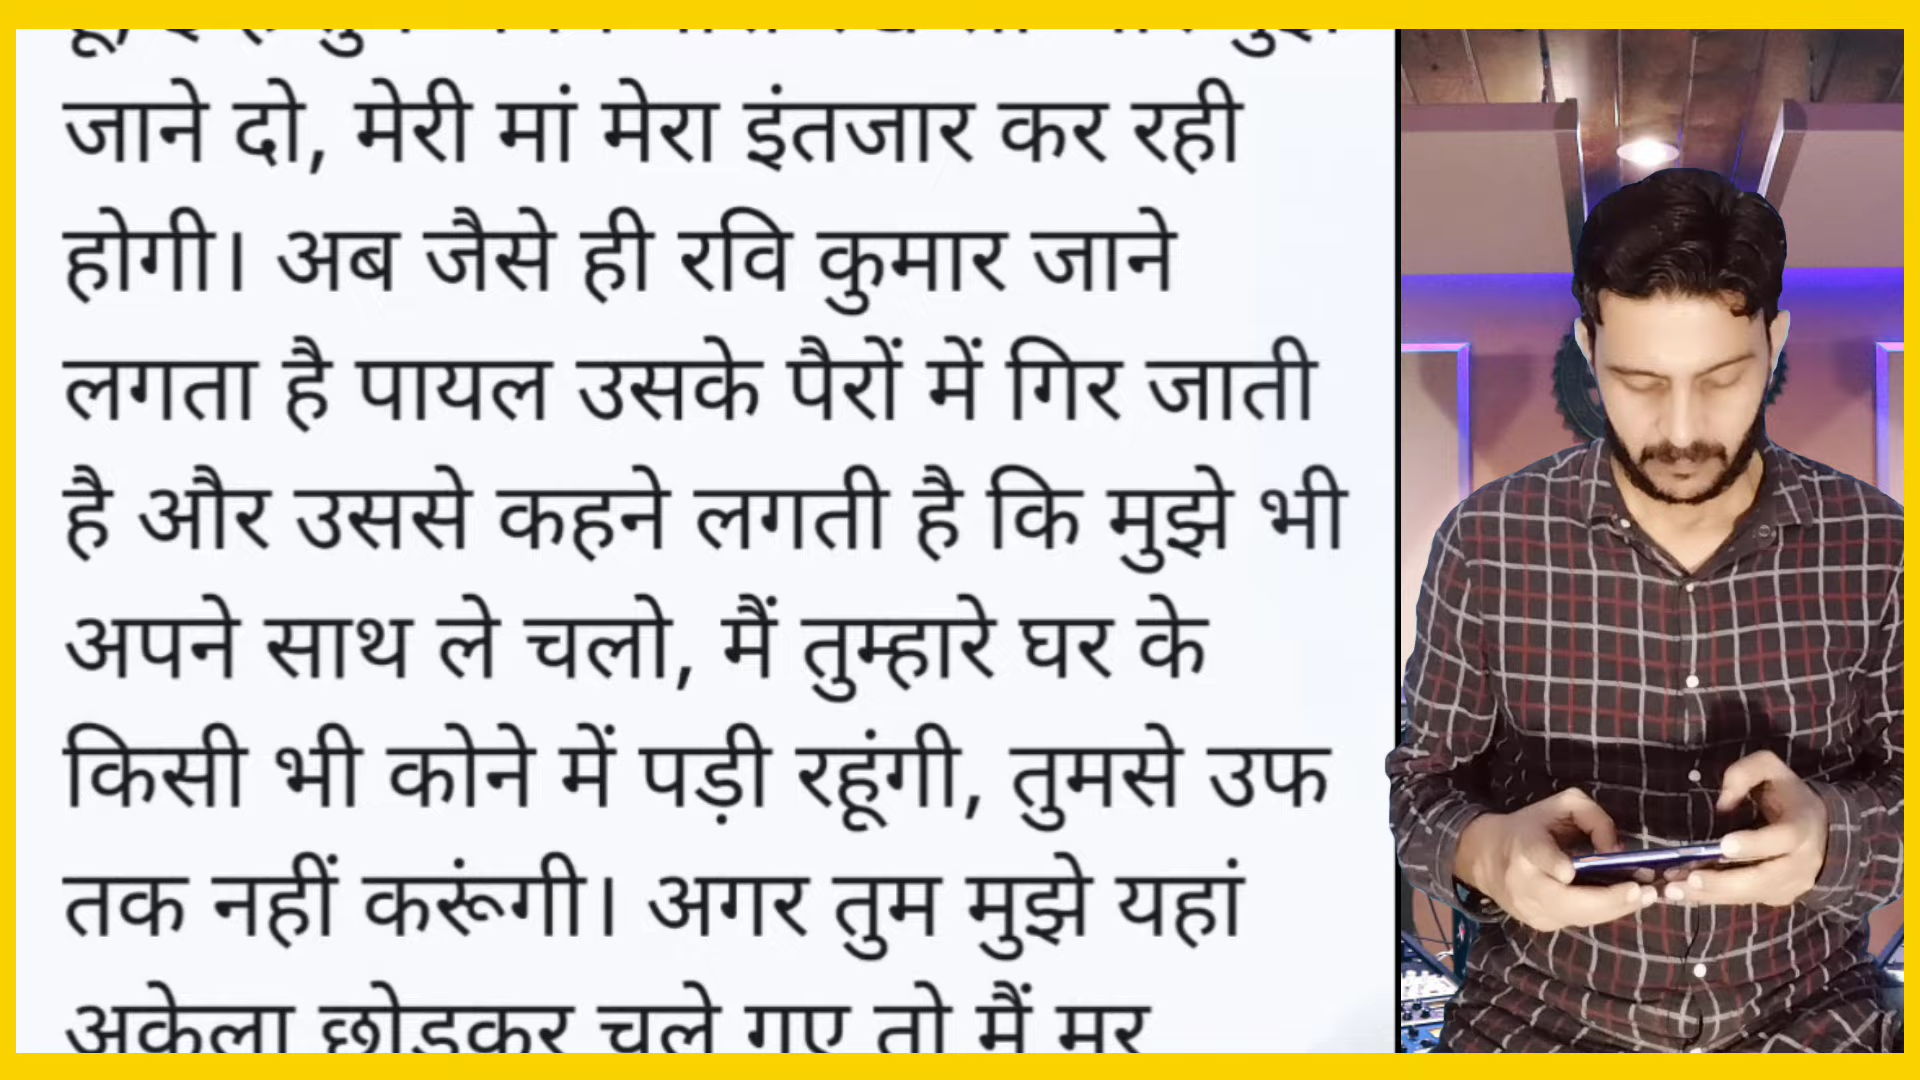 जाने दो, मेरी मां मेरा इंतजार कर रही
होगी। अब जैसे ही रवि कुमार जाने
लगता है पायल उसके पैरों में गिर जाती
है और उससे कहने लगती है कि मुझे भी
अपने साथ ले चलो, मैं तुम्हारे घर के
किसी भी कोने में पड़ी रहूंगी, तुमसे उफ
तक नहीं करूंगी। अगर तुम मुझे यहां
अकेला छोड़कर चले गए तो मैं मर